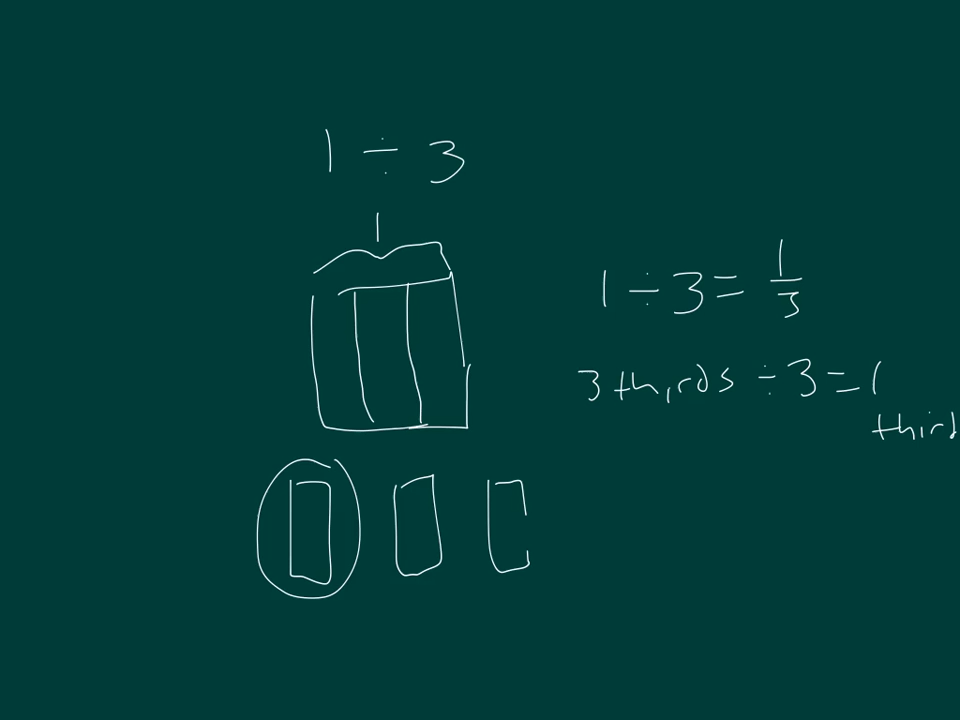 1 ÷ 3
1
1 ÷ 3 = 1/3
3 thirds ÷ 3 = 1
third